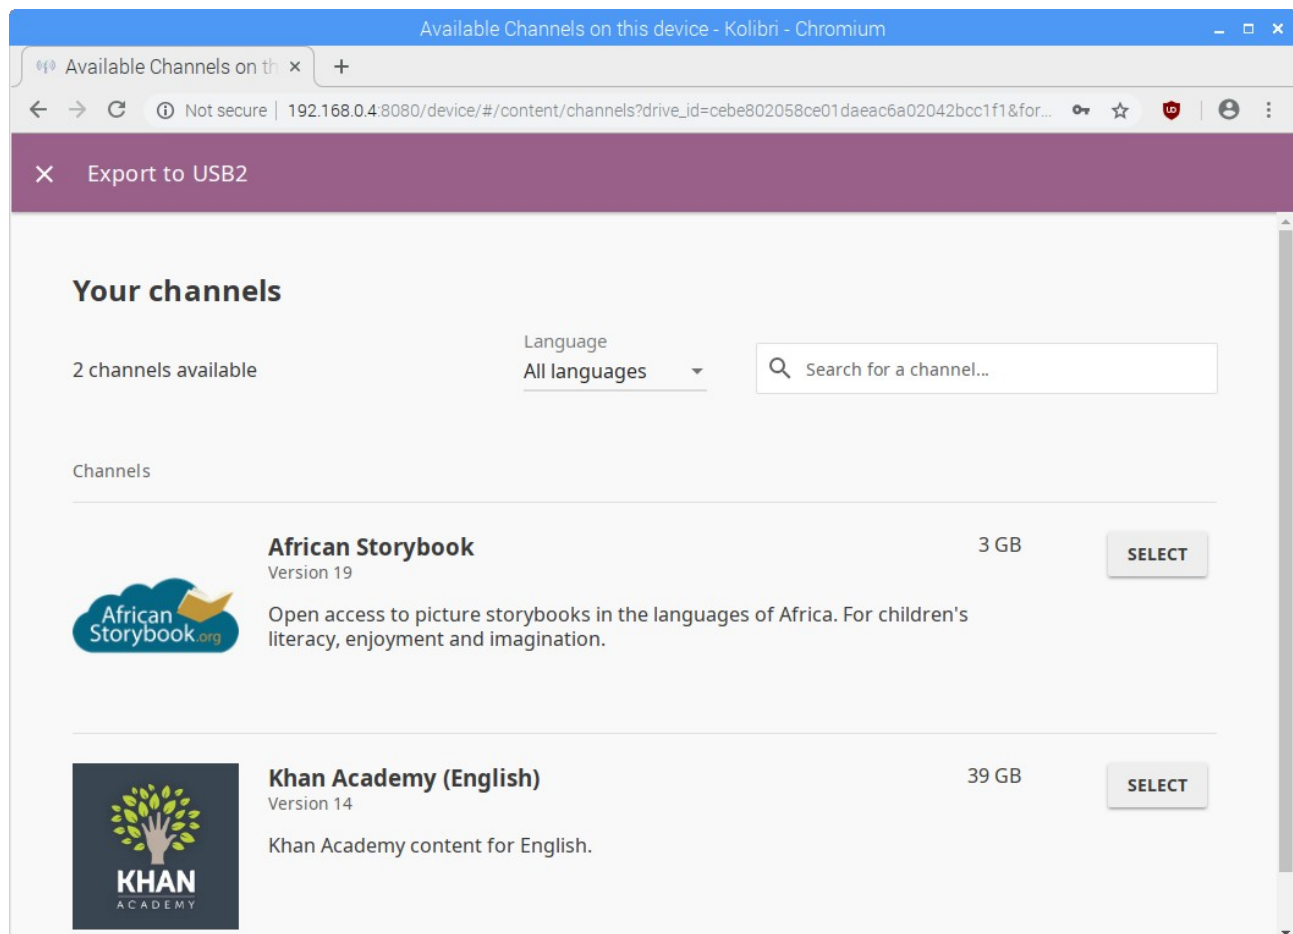 Available Channels on this device - Kolibri - Chromium
Available Channels on th
Not secure | 192.168.0.4:8080/device/#/content/channels?drive_id=cebe802058ce01daeac6a02042bcc1f1&for...
Export to USB2
Your channels
2 channels available
Language
All languages
Search for a channel...
Channels
African Storybook
3 GB
SELECT
Version 19
Open access to picture storybooks in the languages of Africa. For children's
literacy, enjoyment and imagination.
African
Storybook.org
Khan Academy (English)
39 GB
SELECT
Version 14
Khan Academy content for English.
KHAN
ACADEMY